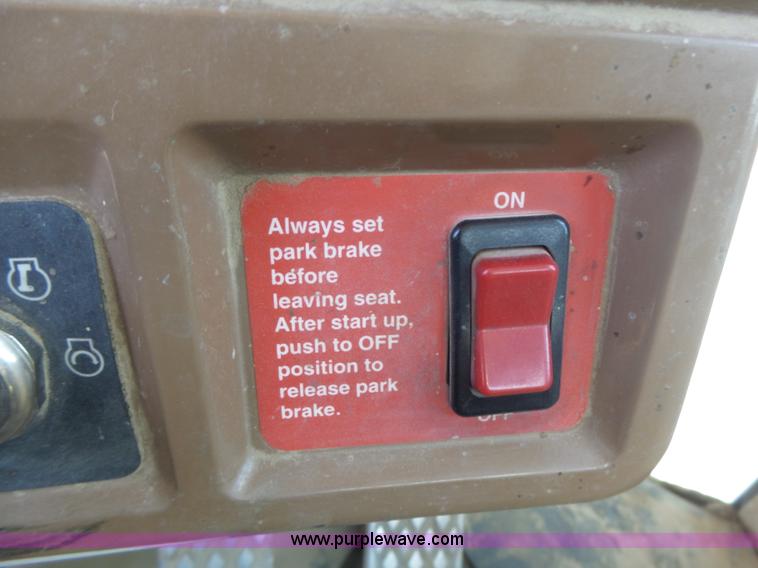 ON
Always set
park brake
before
leaving seat.
After start up,
push to OFF
position to
release park
brake.
OFF
www.purplewave.com